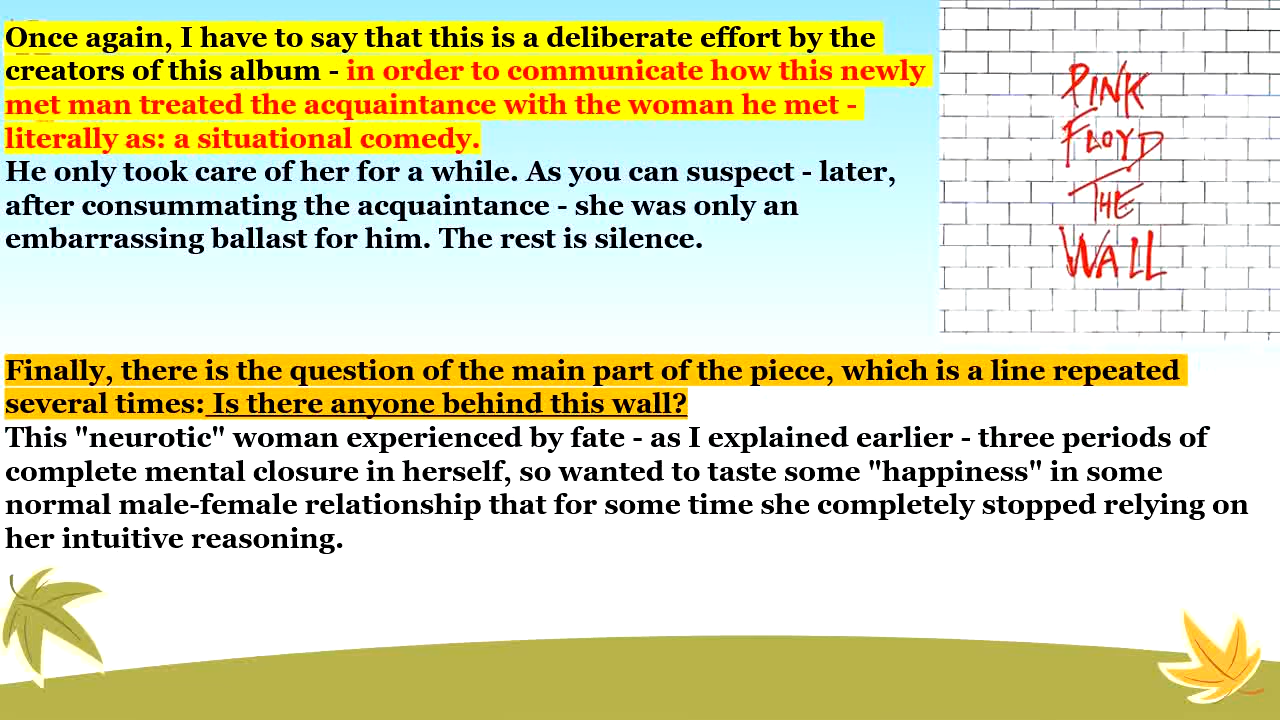 Once again, I have to say that this is a deliberate effort by the
creators of this album - in order to communicate how this newly
met man treated the acquaintance with the woman he met -
literally as: a situational comedy.
He only took care of her for a while. As you can suspect - later,
after consummating the acquaintance - she was only an
embarrassing ballast for him. The rest is silence.
PINK
FLOYD
THE
WALL
Finally, there is the question of the main part of the piece, which is a line repeated
several times: Is there anyone behind this wall?
This "neurotic" woman experienced by fate - as I explained earlier - three periods of
complete mental closure in herself, so wanted to taste some "happiness" in some
normal male-female relationship that for some time she completely stopped relying on
her intuitive reasoning.